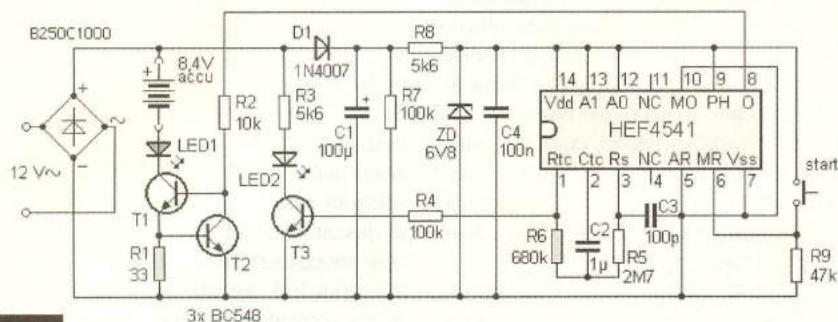 B250C1000
+
~
-
12 V~
8,4V
accu
+
LED1
T1
R1
33
R2
10k
T2
D1
1N4007
R3
5k6
LED2
T3
3x BC548
C1
100µ
+
R7
100k
R8
5k6
R4
100k
ZD
6V8
C4
100n
14 13 12 11 10 9 8
Vdd A1 A0 NC MO PH O
HEF4541
Rtc Ctc Rs NC AR MR Vss
1 2 3 4 5 6 7
R6
680k
C2
1µ
R5
2M7
C3
100p
start
R9
47k